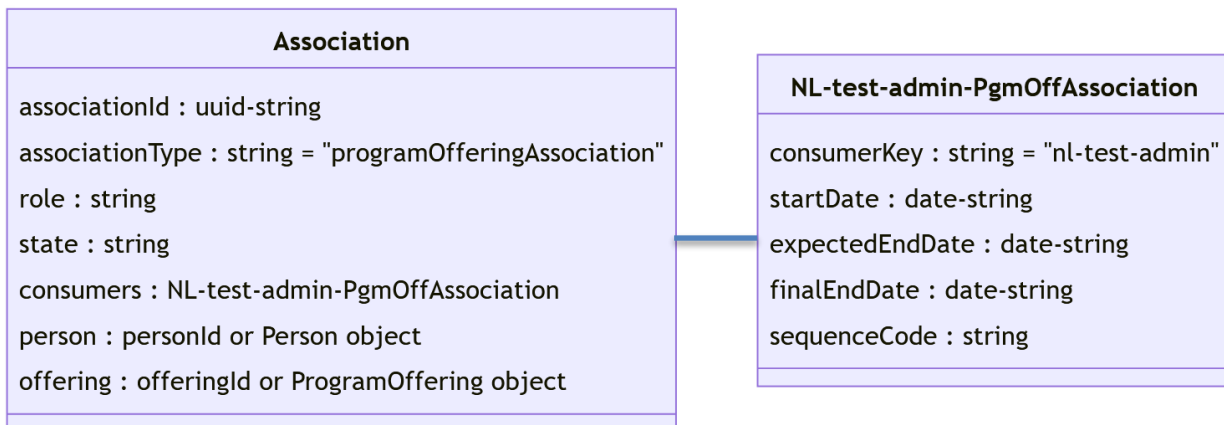 Association
associationId : uuid-string
associationType : string = "programOfferingAssociation"
role : string
state : string
consumers : NL-test-admin-PgmOffAssociation
person : personId or Person object
offering : offeringId or ProgramOffering object
NL-test-admin-PgmOffAssociation
consumerKey : string = "nl-test-admin"
startDate : date-string
expectedEndDate : date-string
finalEndDate : date-string
sequenceCode : string